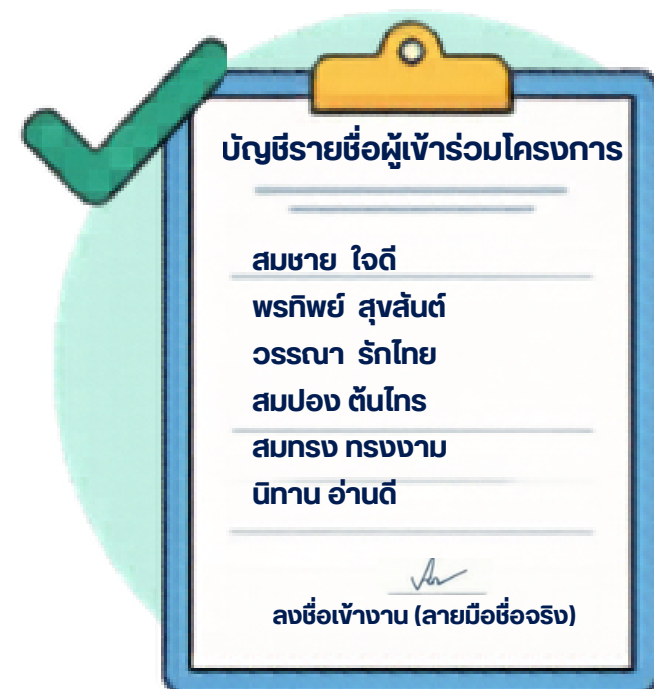 บัญชีรายชื่อผู้เข้าร่วมโครงการ
สมชาย ใจดี
พรทิพย์ สุขสันต์
วรรณา รักไทย
สมปอง ต้นไทร
สมทรง ทรงงาม
นิทาน อ่านดี
ลงชื่อเข้างาน (ลายมือชื่อจริง)